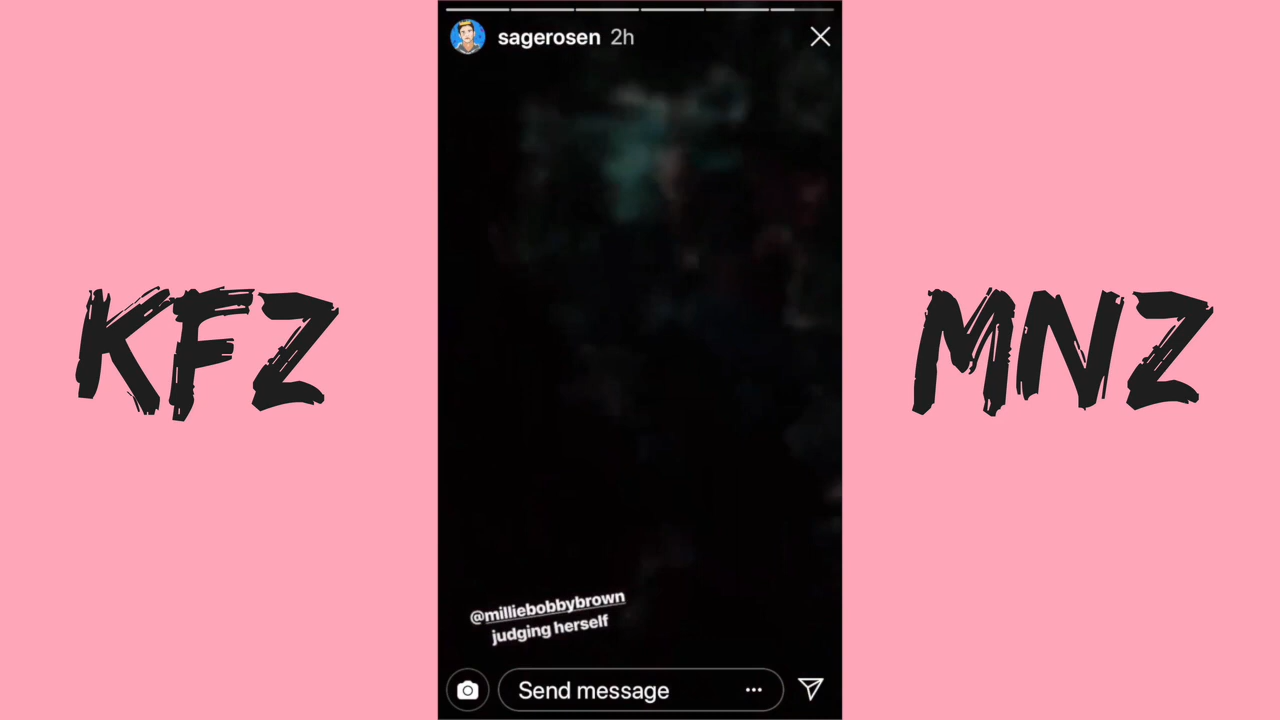 sagerosen 2h
KFZ
MNZ
@milliebobbybrown
judging herself
Send message